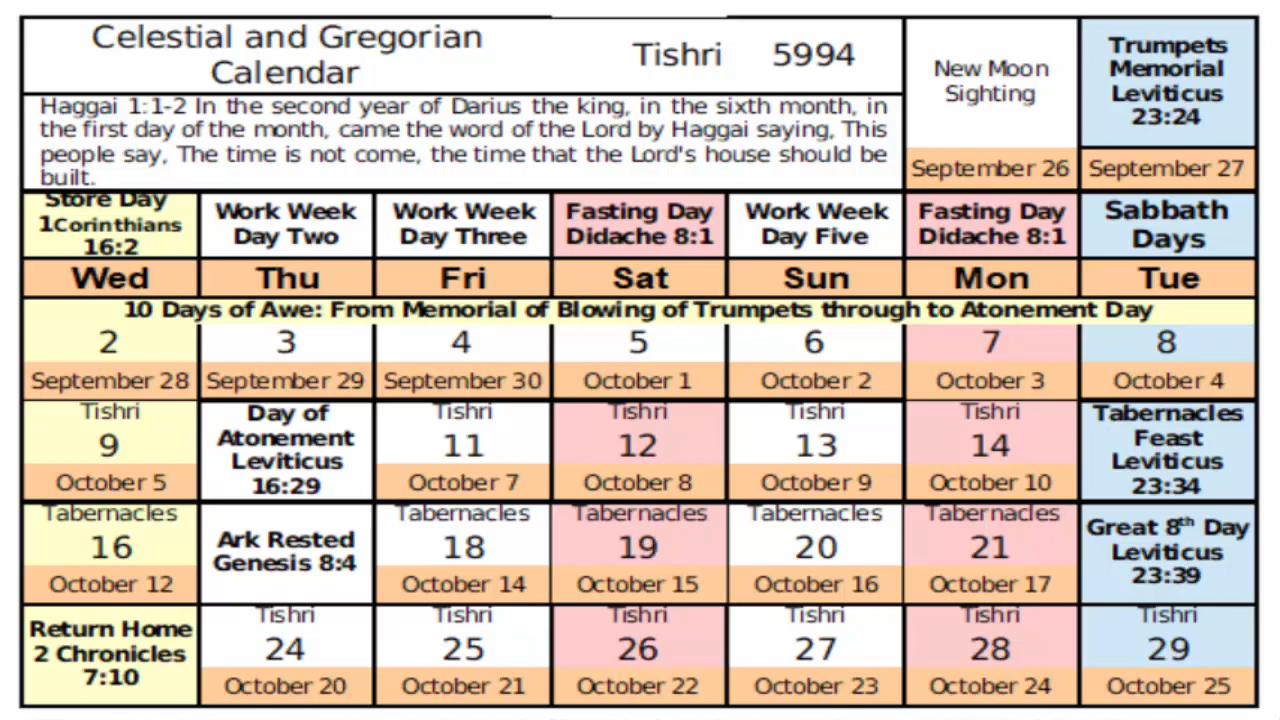 Celestial and Gregorian
Calendar
Tishri 5994
Haggai 1:1-2 In the second year of Darius the king, in the sixth month, in
the first day of the month, came the word of the Lord by Haggai saying, This
people say, The time is not come, the time that the Lord's house should be
built.
New Moon
Sighting
September 26
Trumpets
Memorial
Leviticus
23:24
September 27
Store Day
1Corinthians
16:2
Work Week
Day Two
Work Week
Day Three
Fasting Day
Didache 8:1
Work Week
Day Five
Fasting Day
Didache 8:1
Sabbath
Days
Wed Thu Fri Sat Sun Mon Tue
10 Days of Awe: From Memorial of Blowing of Trumpets through to Atonement Day
2 3 4 5 6 7 8
September 28 September 29 September 30 October 1 October 2 October 3 October 4
Tishri
9
October 5
Day of
Atonement
Leviticus
16:29
Tishri
11
October 7
Tishri
12
October 8
Tishri
13
October 9
Tishri
14
October 10
Tabernacles
Feast
Leviticus
23:34
Tabernacles
16
October 12
Ark Rested
Genesis 8:4
Tabernacles
18
October 14
Tabernacles
19
October 15
Tabernacles
20
October 16
Tabernacles
21
October 17
Great 8th Day
Leviticus
23:39
Return Home
2 Chronicles
7:10
Tishri
24
October 20
Tishri
25
October 21
Tishri
26
October 22
Tishri
27
October 23
Tishri
28
October 24
Tishri
29
October 25